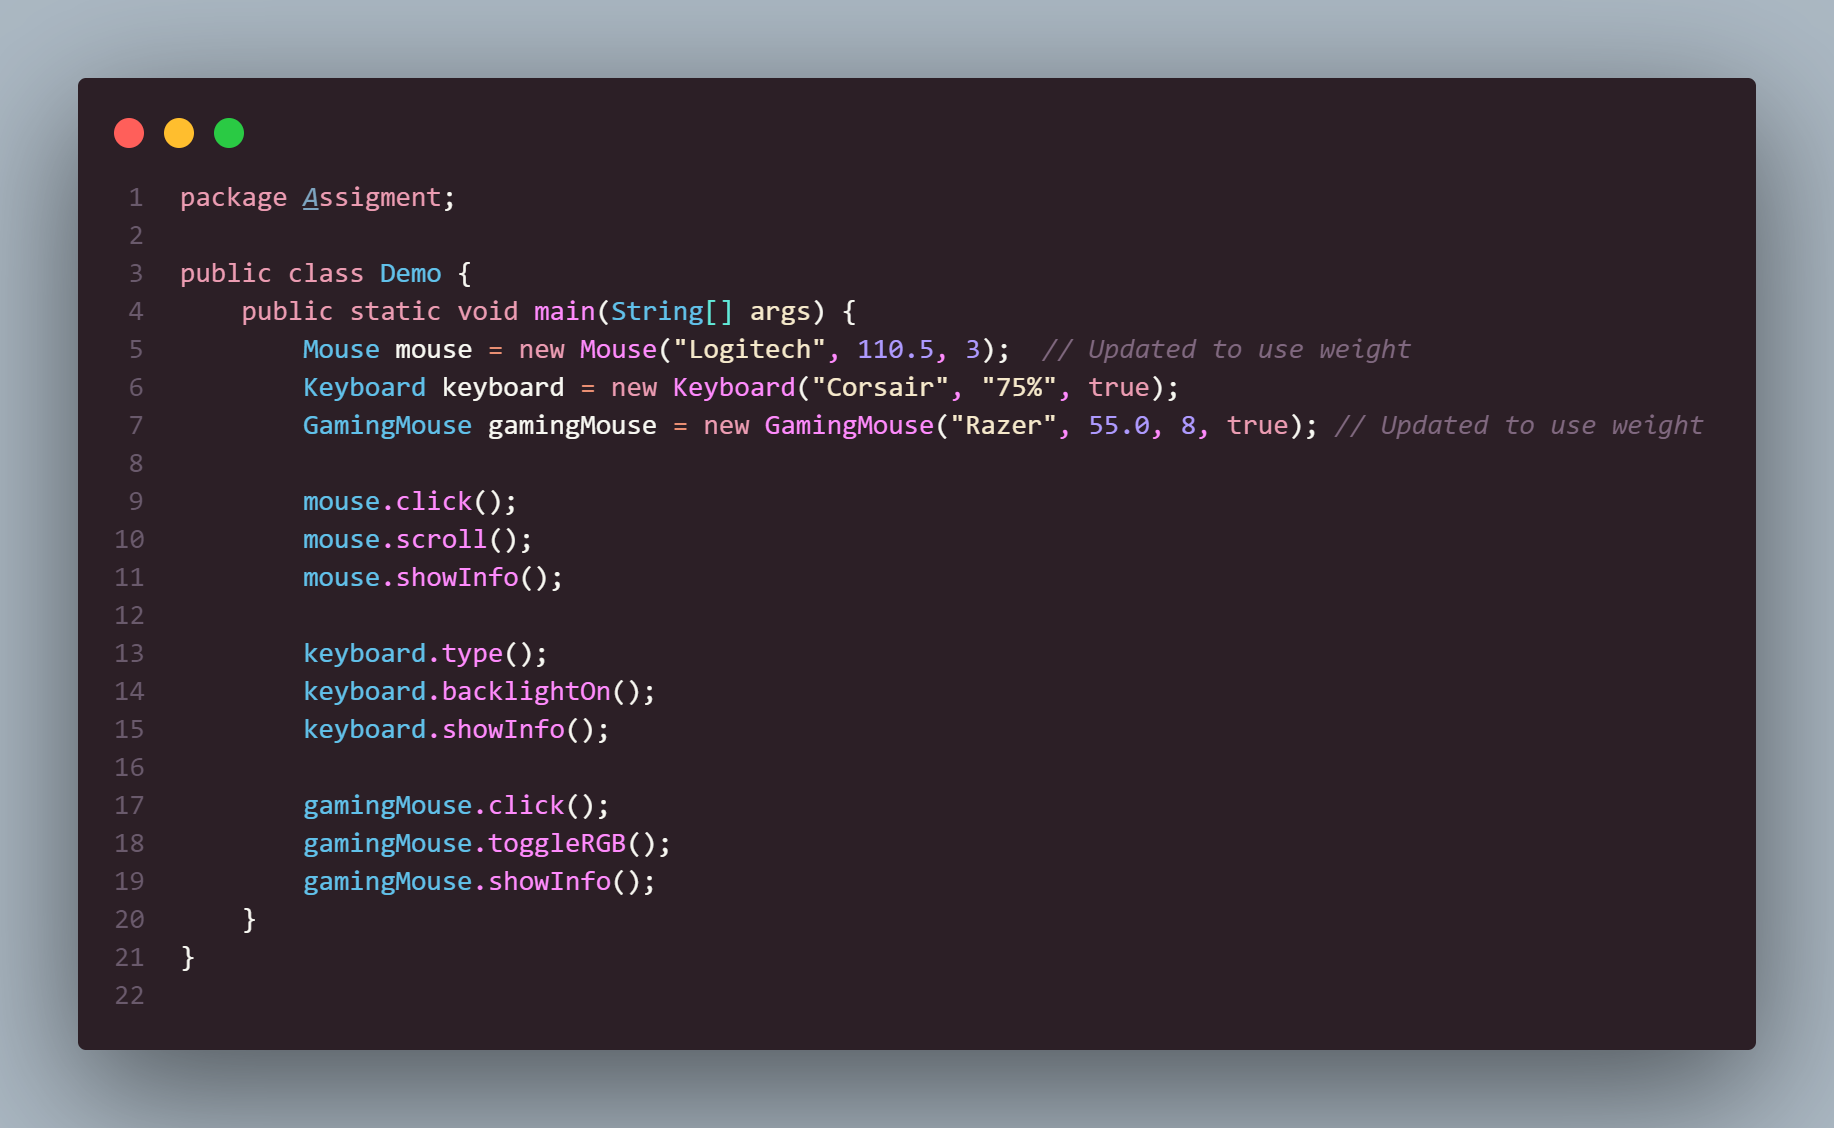 1 package Assigment;
2
3 public class Demo {
4     public static void main(String[] args) {
5         Mouse mouse = new Mouse("Logitech", 110.5, 3);  // Updated to use weight
6         Keyboard keyboard = new Keyboard("Corsair", "75%", true);
7         GamingMouse gamingMouse = new GamingMouse("Razer", 55.0, 8, true); // Updated to use weight
8
9         mouse.click();
10         mouse.scroll();
11         mouse.showInfo();
12
13         keyboard.type();
14         keyboard.backlightOn();
15         keyboard.showInfo();
16
17         gamingMouse.click();
18         gamingMouse.toggleRGB();
19         gamingMouse.showInfo();
20     }
21 }
22